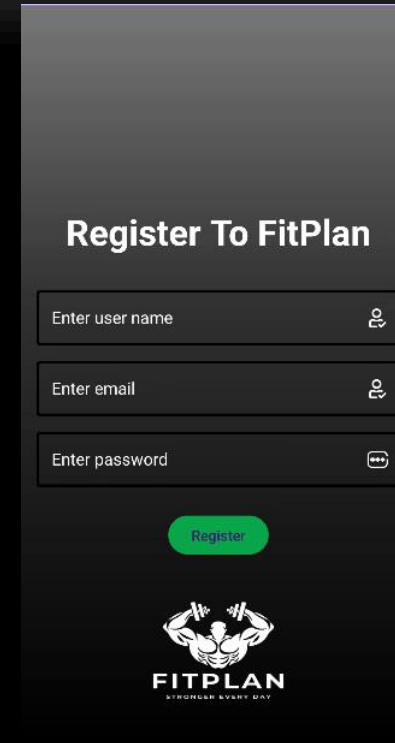 Register To FitPlan
Enter user name
Enter email
Enter password
Register
FITPLAN
STRONGER EVERY DAY